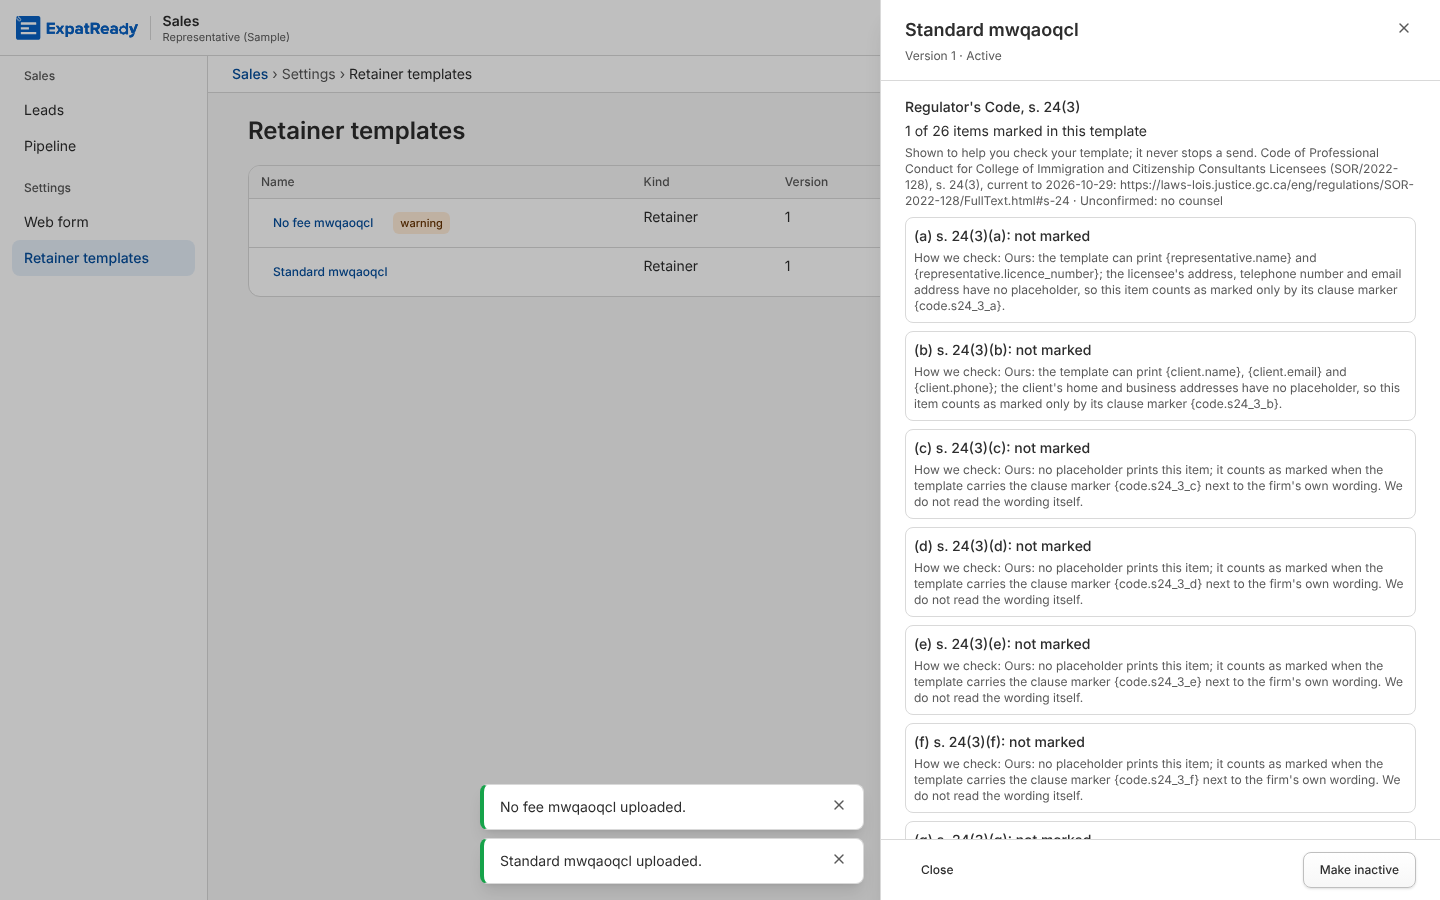 ExpatReady
Sales
Representative (Sample)
Sales
Leads
Pipeline
Settings
Web form
Retainer templates
Sales › Settings › Retainer templates
Retainer templates
Name Kind Version
No fee mwqaoqcl warning Retainer 1
Standard mwqaoqcl Retainer 1
No fee mwqaoqcl uploaded.
Standard mwqaoqcl uploaded.
Standard mwqaoqcl
Version 1 · Active
Regulator's Code, s. 24(3)
1 of 26 items marked in this template
Shown to help you check your template; it never stops a send. Code of Professional
Conduct for College of Immigration and Citizenship Consultants Licensees (SOR/2022-
128), s. 24(3), current to 2026-10-29: https://laws-lois.justice.gc.ca/eng/regulations/SOR-
2022-128/FullText.html#s-24 · Unconfirmed: no counsel
(a) s. 24(3)(a): not marked
How we check: Ours: the template can print {representative.name} and
{representative.licence_number}; the licensee's address, telephone number and email
address have no placeholder, so this item counts as marked only by its clause marker
{code.s24_3_a}.
(b) s. 24(3)(b): not marked
How we check: Ours: the template can print {client.name}, {client.email} and
{client.phone}; the client's home and business addresses have no placeholder, so this
item counts as marked only by its clause marker {code.s24_3_b}.
(c) s. 24(3)(c): not marked
How we check: Ours: no placeholder prints this item; it counts as marked when the
template carries the clause marker {code.s24_3_c} next to the firm's own wording. We
do not read the wording itself.
(d) s. 24(3)(d): not marked
How we check: Ours: no placeholder prints this item; it counts as marked when the
template carries the clause marker {code.s24_3_d} next to the firm's own wording. We
do not read the wording itself.
(e) s. 24(3)(e): not marked
How we check: Ours: no placeholder prints this item; it counts as marked when the
template carries the clause marker {code.s24_3_e} next to the firm's own wording. We
do not read the wording itself.
(f) s. 24(3)(f): not marked
How we check: Ours: no placeholder prints this item; it counts as marked when the
template carries the clause marker {code.s24_3_f} next to the firm's own wording. We
do not read the wording itself.
(g) s. 24(3)(g): not marked
Close
Make inactive